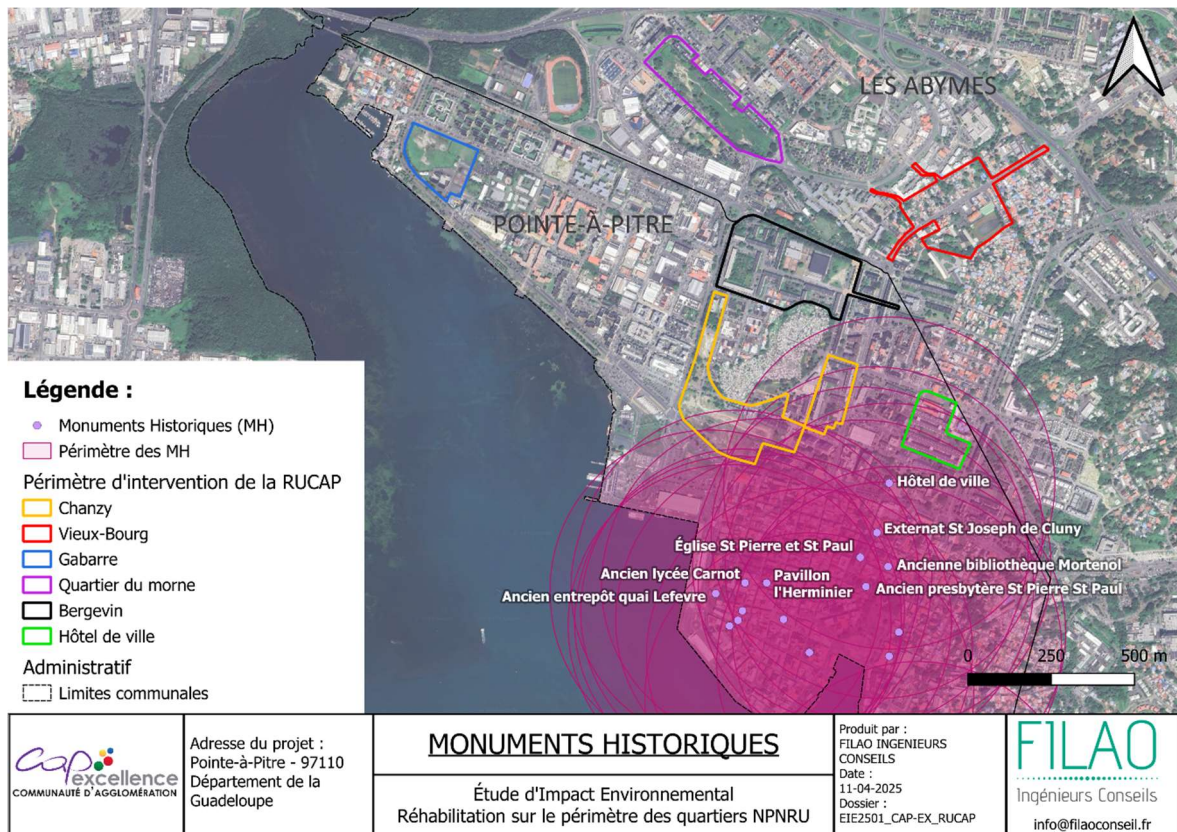 LES ABYMES
POINTE-À-PITRE
Légende :
Monuments Historiques (MH)
Périmètre des MH
Périmètre d'intervention de la RUCAP
Chanzy
Vieux-Bourg
Gabarre
Quartier du morne
Bergevin
Hôtel de ville
Administratif
Limites communales
Hôtel de ville
Externat St Joseph de Cluny
Église St Pierre et St Paul
Ancienne bibliothèque Mortenol
Ancien lycée Carnot
Pavillon
l'Herminier
Ancien presbytère St Pierre St Paul
Ancien entrepôt quai Lefevre
0 250 500 m
Cap excellence
COMMUNAUTÉ D'AGGLOMÉRATION
Adresse du projet :
Pointe-à-Pitre - 97110
Département de la
Guadeloupe
MONUMENTS HISTORIQUES
Étude d'Impact Environnemental
Réhabilitation sur le périmètre des quartiers NPNRU
Produit par :
FILAO INGENIEURS
CONSEILS
Date :
11-04-2025
Dossier :
EIE2501_CAP-EX_RUCAP
FILAO
Ingénieurs Conseils
info@filaoconseil.fr